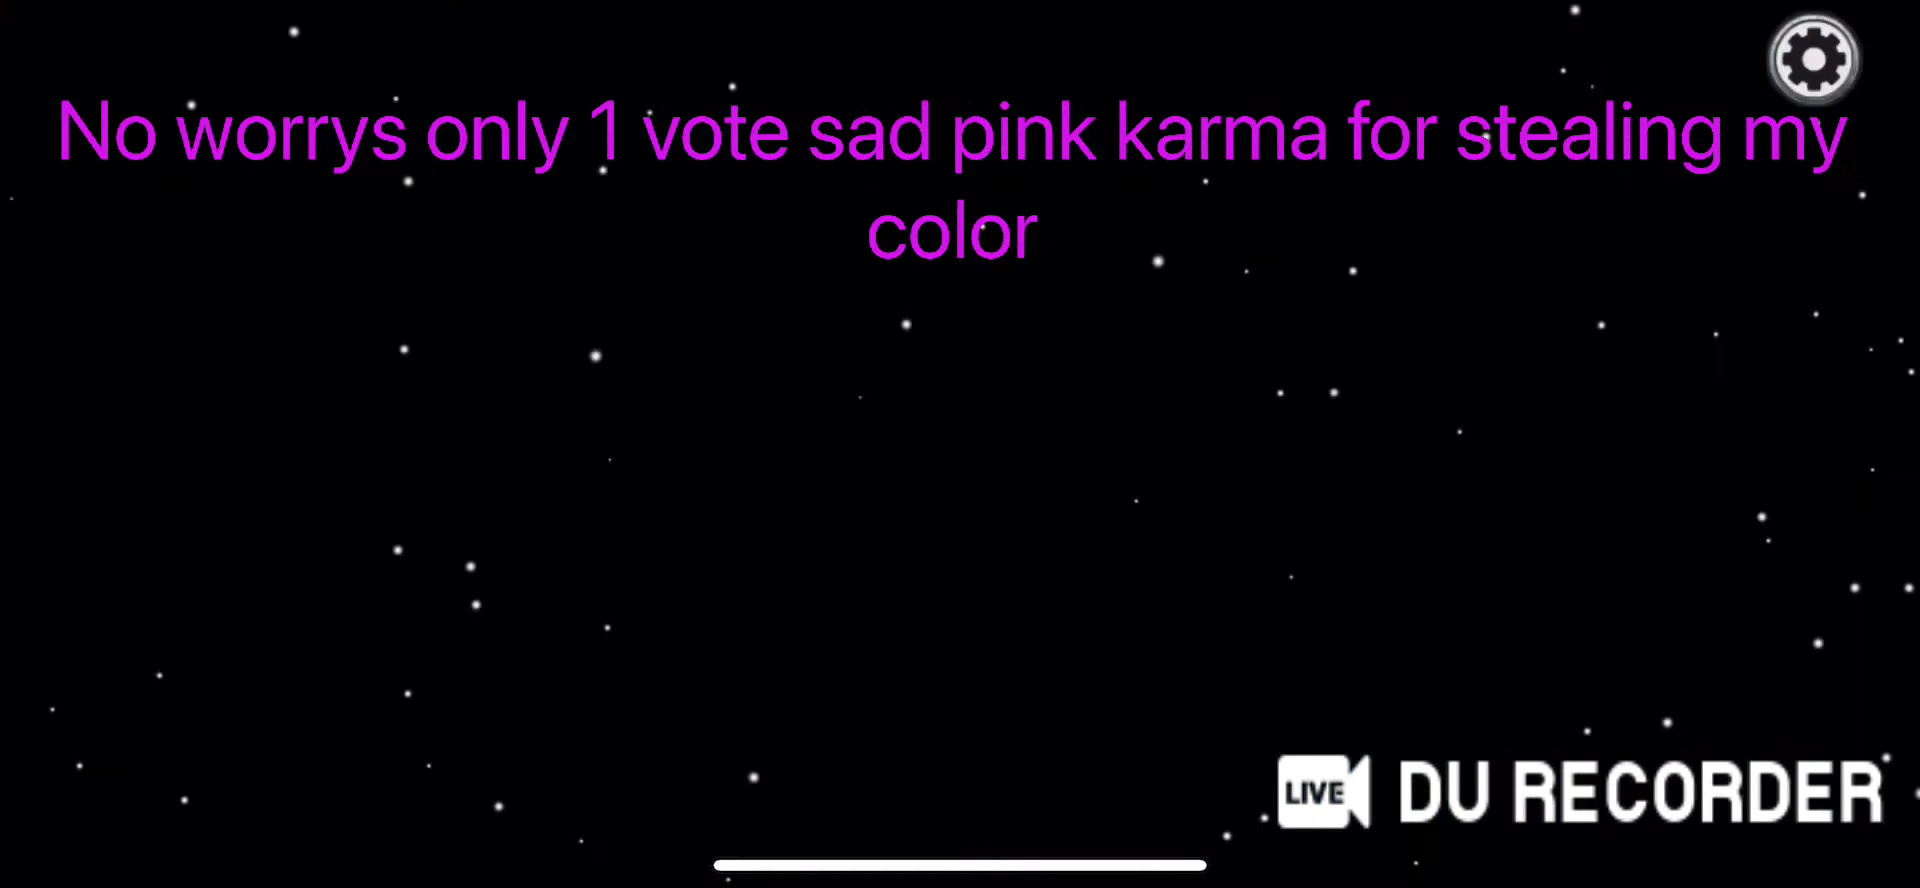 No worrys only 1 vote sad pink karma for stealing my
color
LIVE DU RECORDER